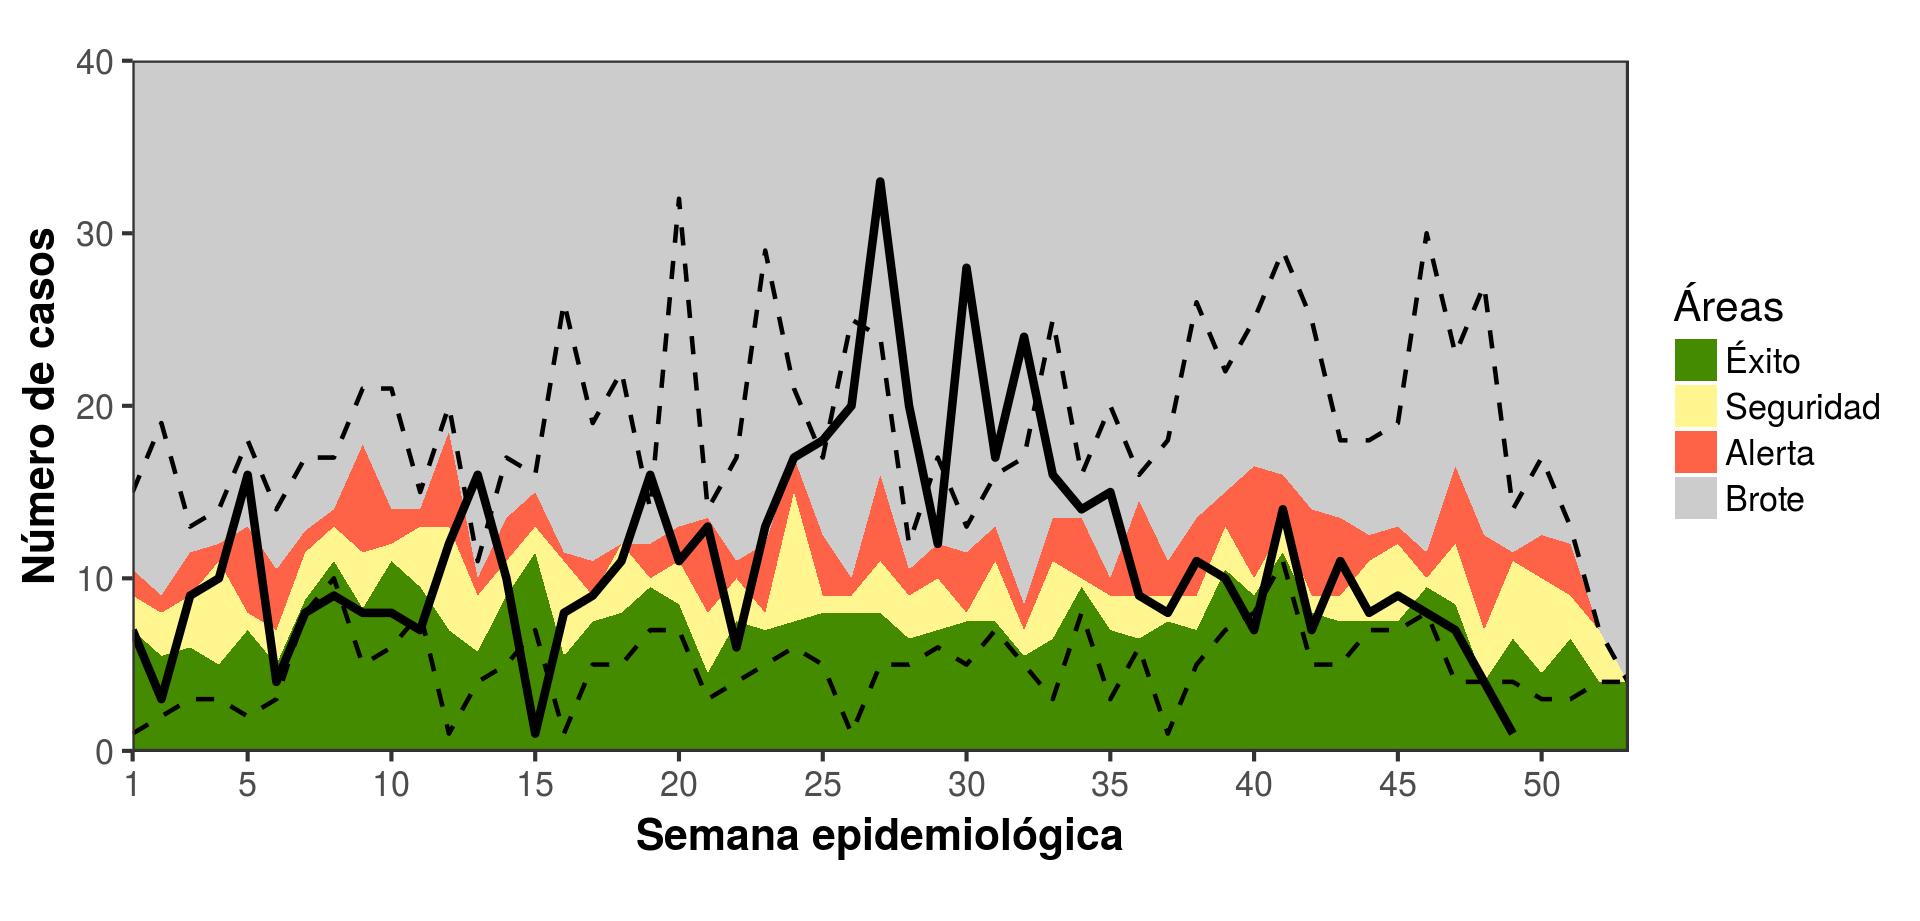 40
30
20
10
0
Número de casos
1 5 10 15 20 25 30 35 40 45 50
Semana epidemiológica
Áreas
Éxito
Seguridad
Alerta
Brote